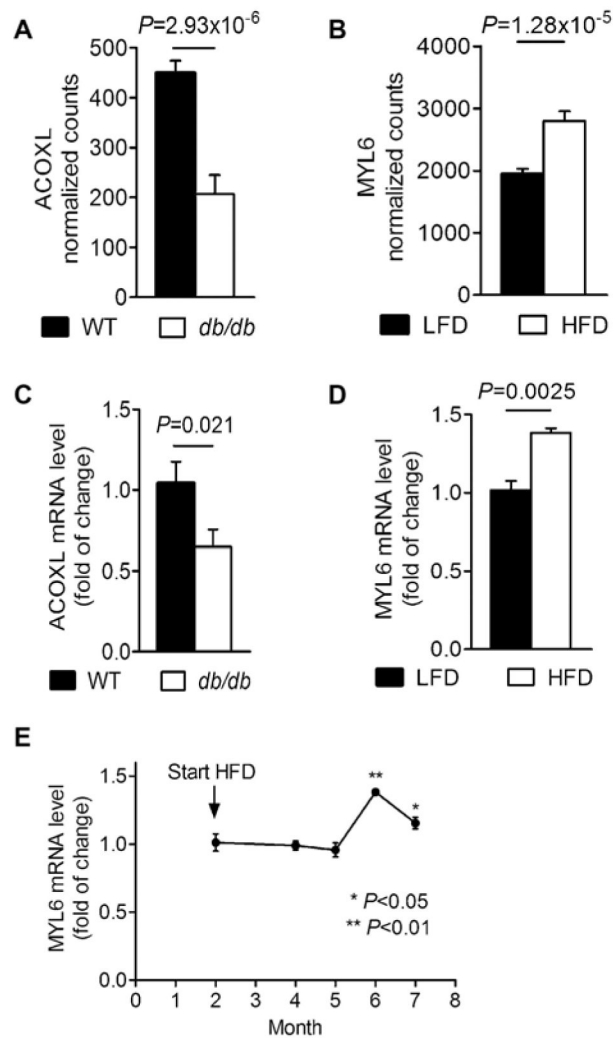 A
P=2.93x10⁻⁶
ACOXL
normalized counts
500
400
300
200
100
0
WT
db/db
B
P=1.28x10⁻⁵
MYL6
normalized counts
4000
3000
2000
1000
0
LFD
HFD
C
P=0.021
ACOXL mRNA level
(fold of change)
1.5
1.0
0.5
0.0
WT
db/db
D
P=0.0025
MYL6 mRNA level
(fold of change)
1.5
1.0
0.5
0.0
LFD
HFD
E
Start HFD
MYL6 mRNA level
(fold of change)
1.5
1.0
0.5
0.0
**
*
* P<0.05
** P<0.01
0 1 2 3 4 5 6 7 8
Month